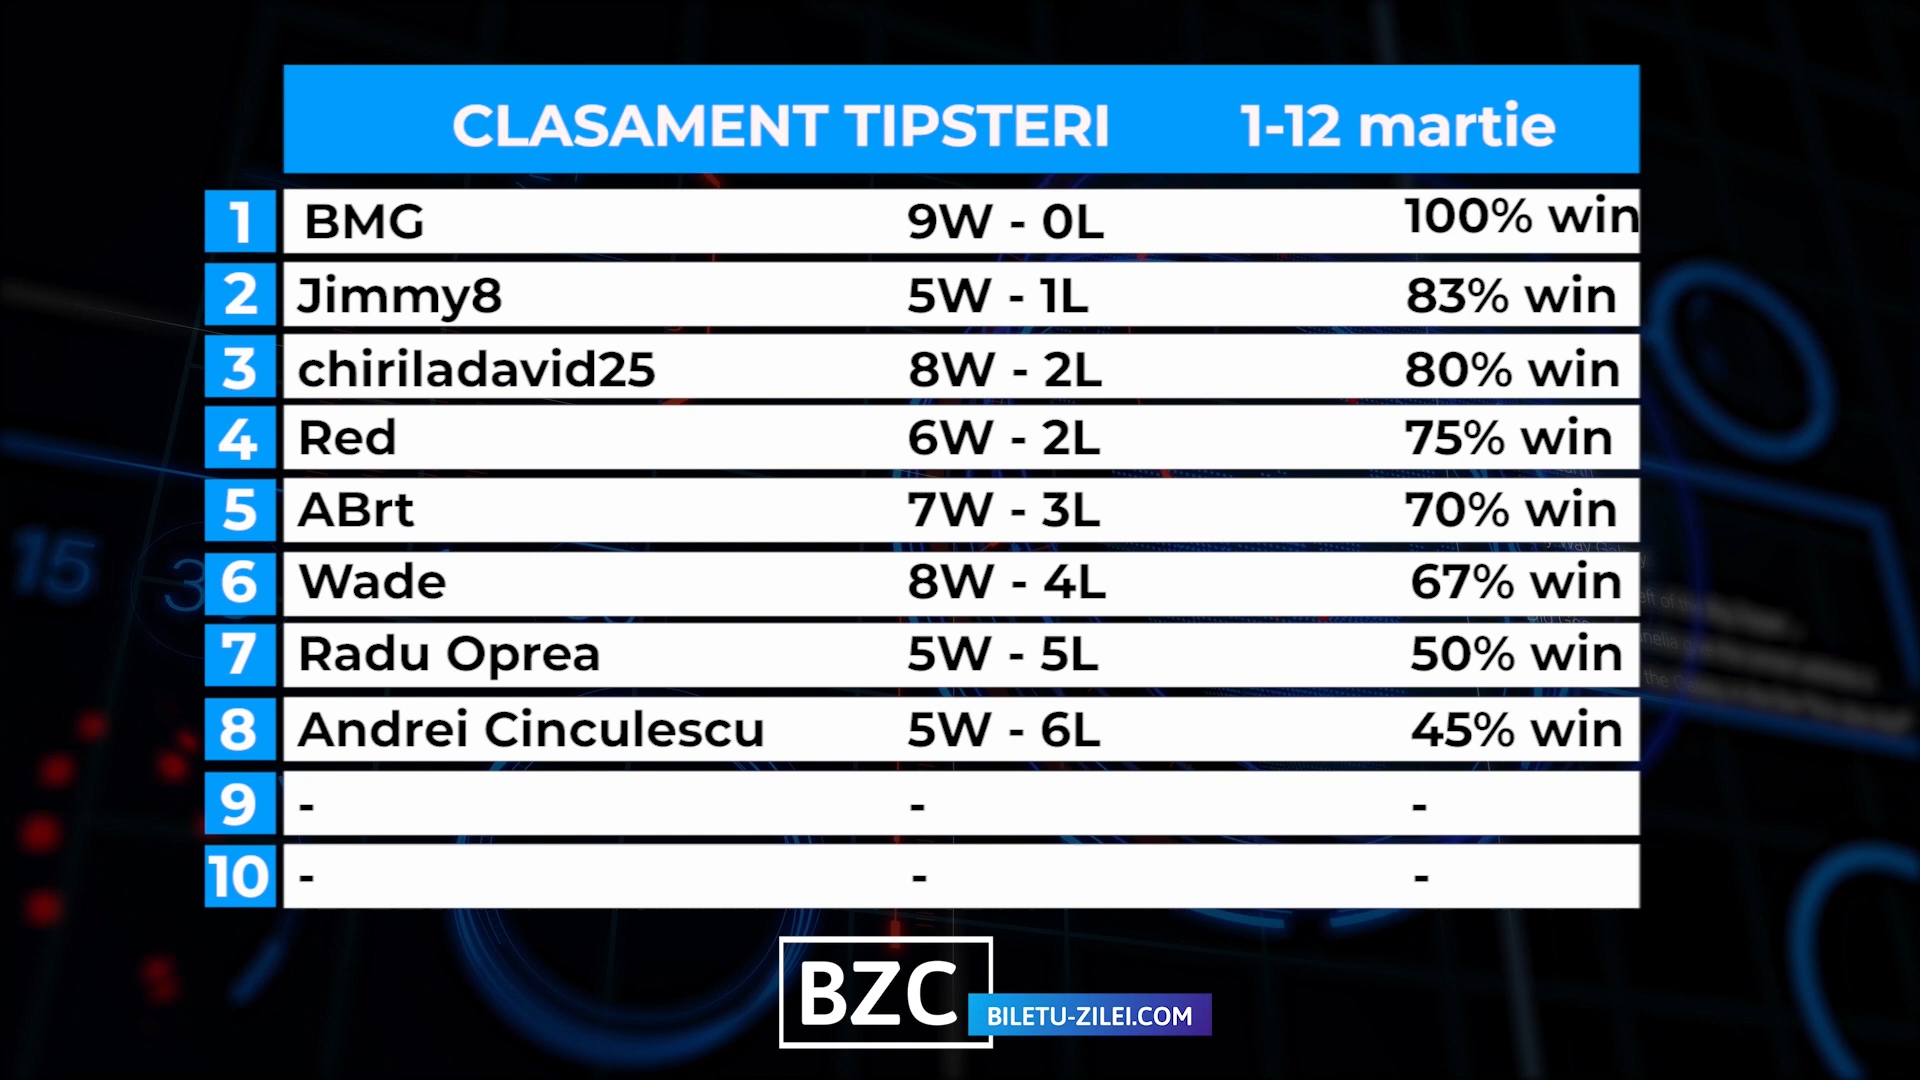 CLASAMENT TIPSTERI 1-12 martie
1 BMG 9W - 0L 100% win
2 Jimmy8 5W - 1L 83% win
3 chiriladavid25 8W - 2L 80% win
4 Red 6W - 2L 75% win
5 ABrt 7W - 3L 70% win
6 Wade 8W - 4L 67% win
7 Radu Oprea 5W - 5L 50% win
8 Andrei Cinculescu 5W - 6L 45% win
9 - - -
10 - - -
15 3
BZC
BILETU-ZILEI.COM